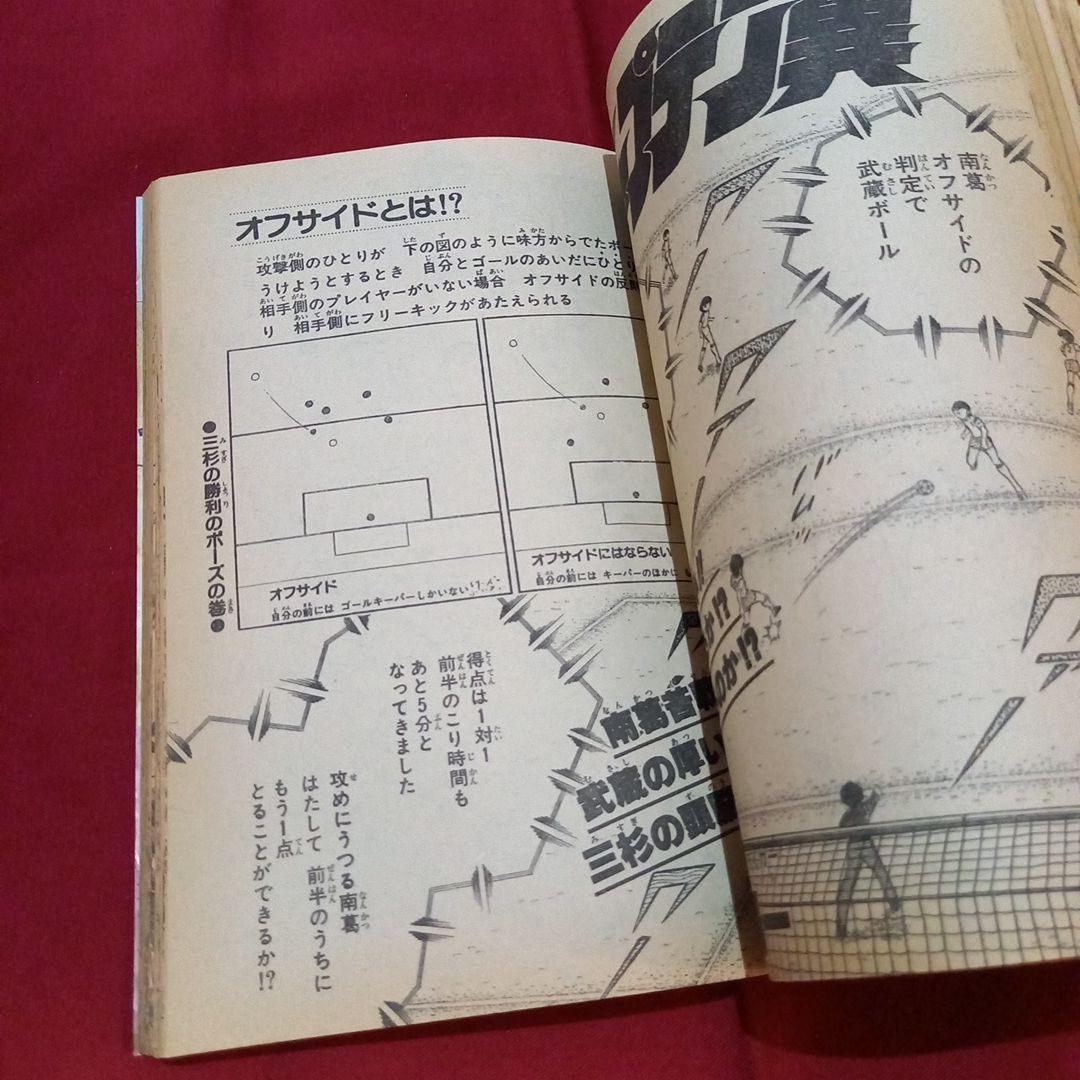 プテン翼
南葛
オフサイドの
判定で
武蔵ボール
オフサイドとは!?
攻撃側のひとりが 下の図のように味方からでたボー
うけようとするとき 自分とゴールのあいだにひと
相手側のプレイヤーがいない場合 オフサイドの反
り 相手側にフリーキックがあたえられる
オフサイド
自分の前には ゴールキーパーしかいない
オフサイドにはならない
自分の前には キーパーのほかに
●三杉の勝利のポーズの巻●
得点は1対1
前半のこり時間も
あと5分と
なってきました
攻めにうつる南葛
はたして 前半のうちに
もう1点
とることができるか!?
か!?
のか!?
南葛苦
武蔵の厚い
三杉の頭